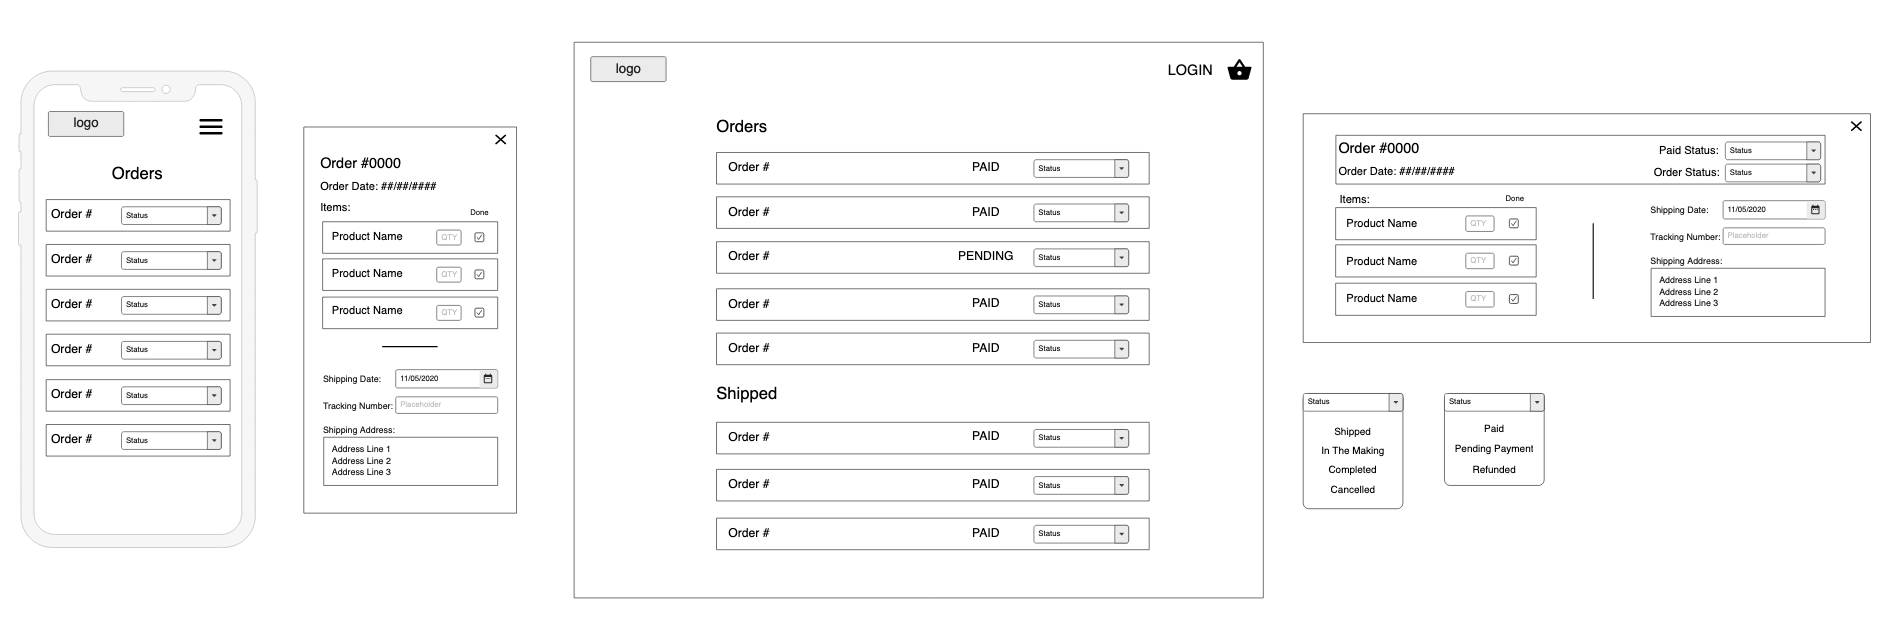 logo
Orders
Order # Status
Order # Status
Order # Status
Order # Status
Order # Status
Order # Status
Order #0000
Order Date: ##/##/####
Items:
Done
Product Name QTY
Product Name QTY
Product Name QTY
Shipping Date: 11/05/2020
Tracking Number: Placeholder
Shipping Address:
Address Line 1
Address Line 2
Address Line 3
logo LOGIN
Orders
Order # PAID Status
Order # PAID Status
Order # PENDING Status
Order # PAID Status
Order # PAID Status
Shipped
Order # PAID Status
Order # PAID Status
Order # PAID Status
Order #0000 Paid Status: Status
Order Date: ##/##/#### Order Status: Status
Items: Done
Product Name QTY
Product Name QTY
Product Name QTY
Shipping Date: 11/05/2020
Tracking Number: Placeholder
Shipping Address:
Address Line 1
Address Line 2
Address Line 3
Status
Shipped
In The Making
Completed
Cancelled
Status
Paid
Pending Payment
Refunded